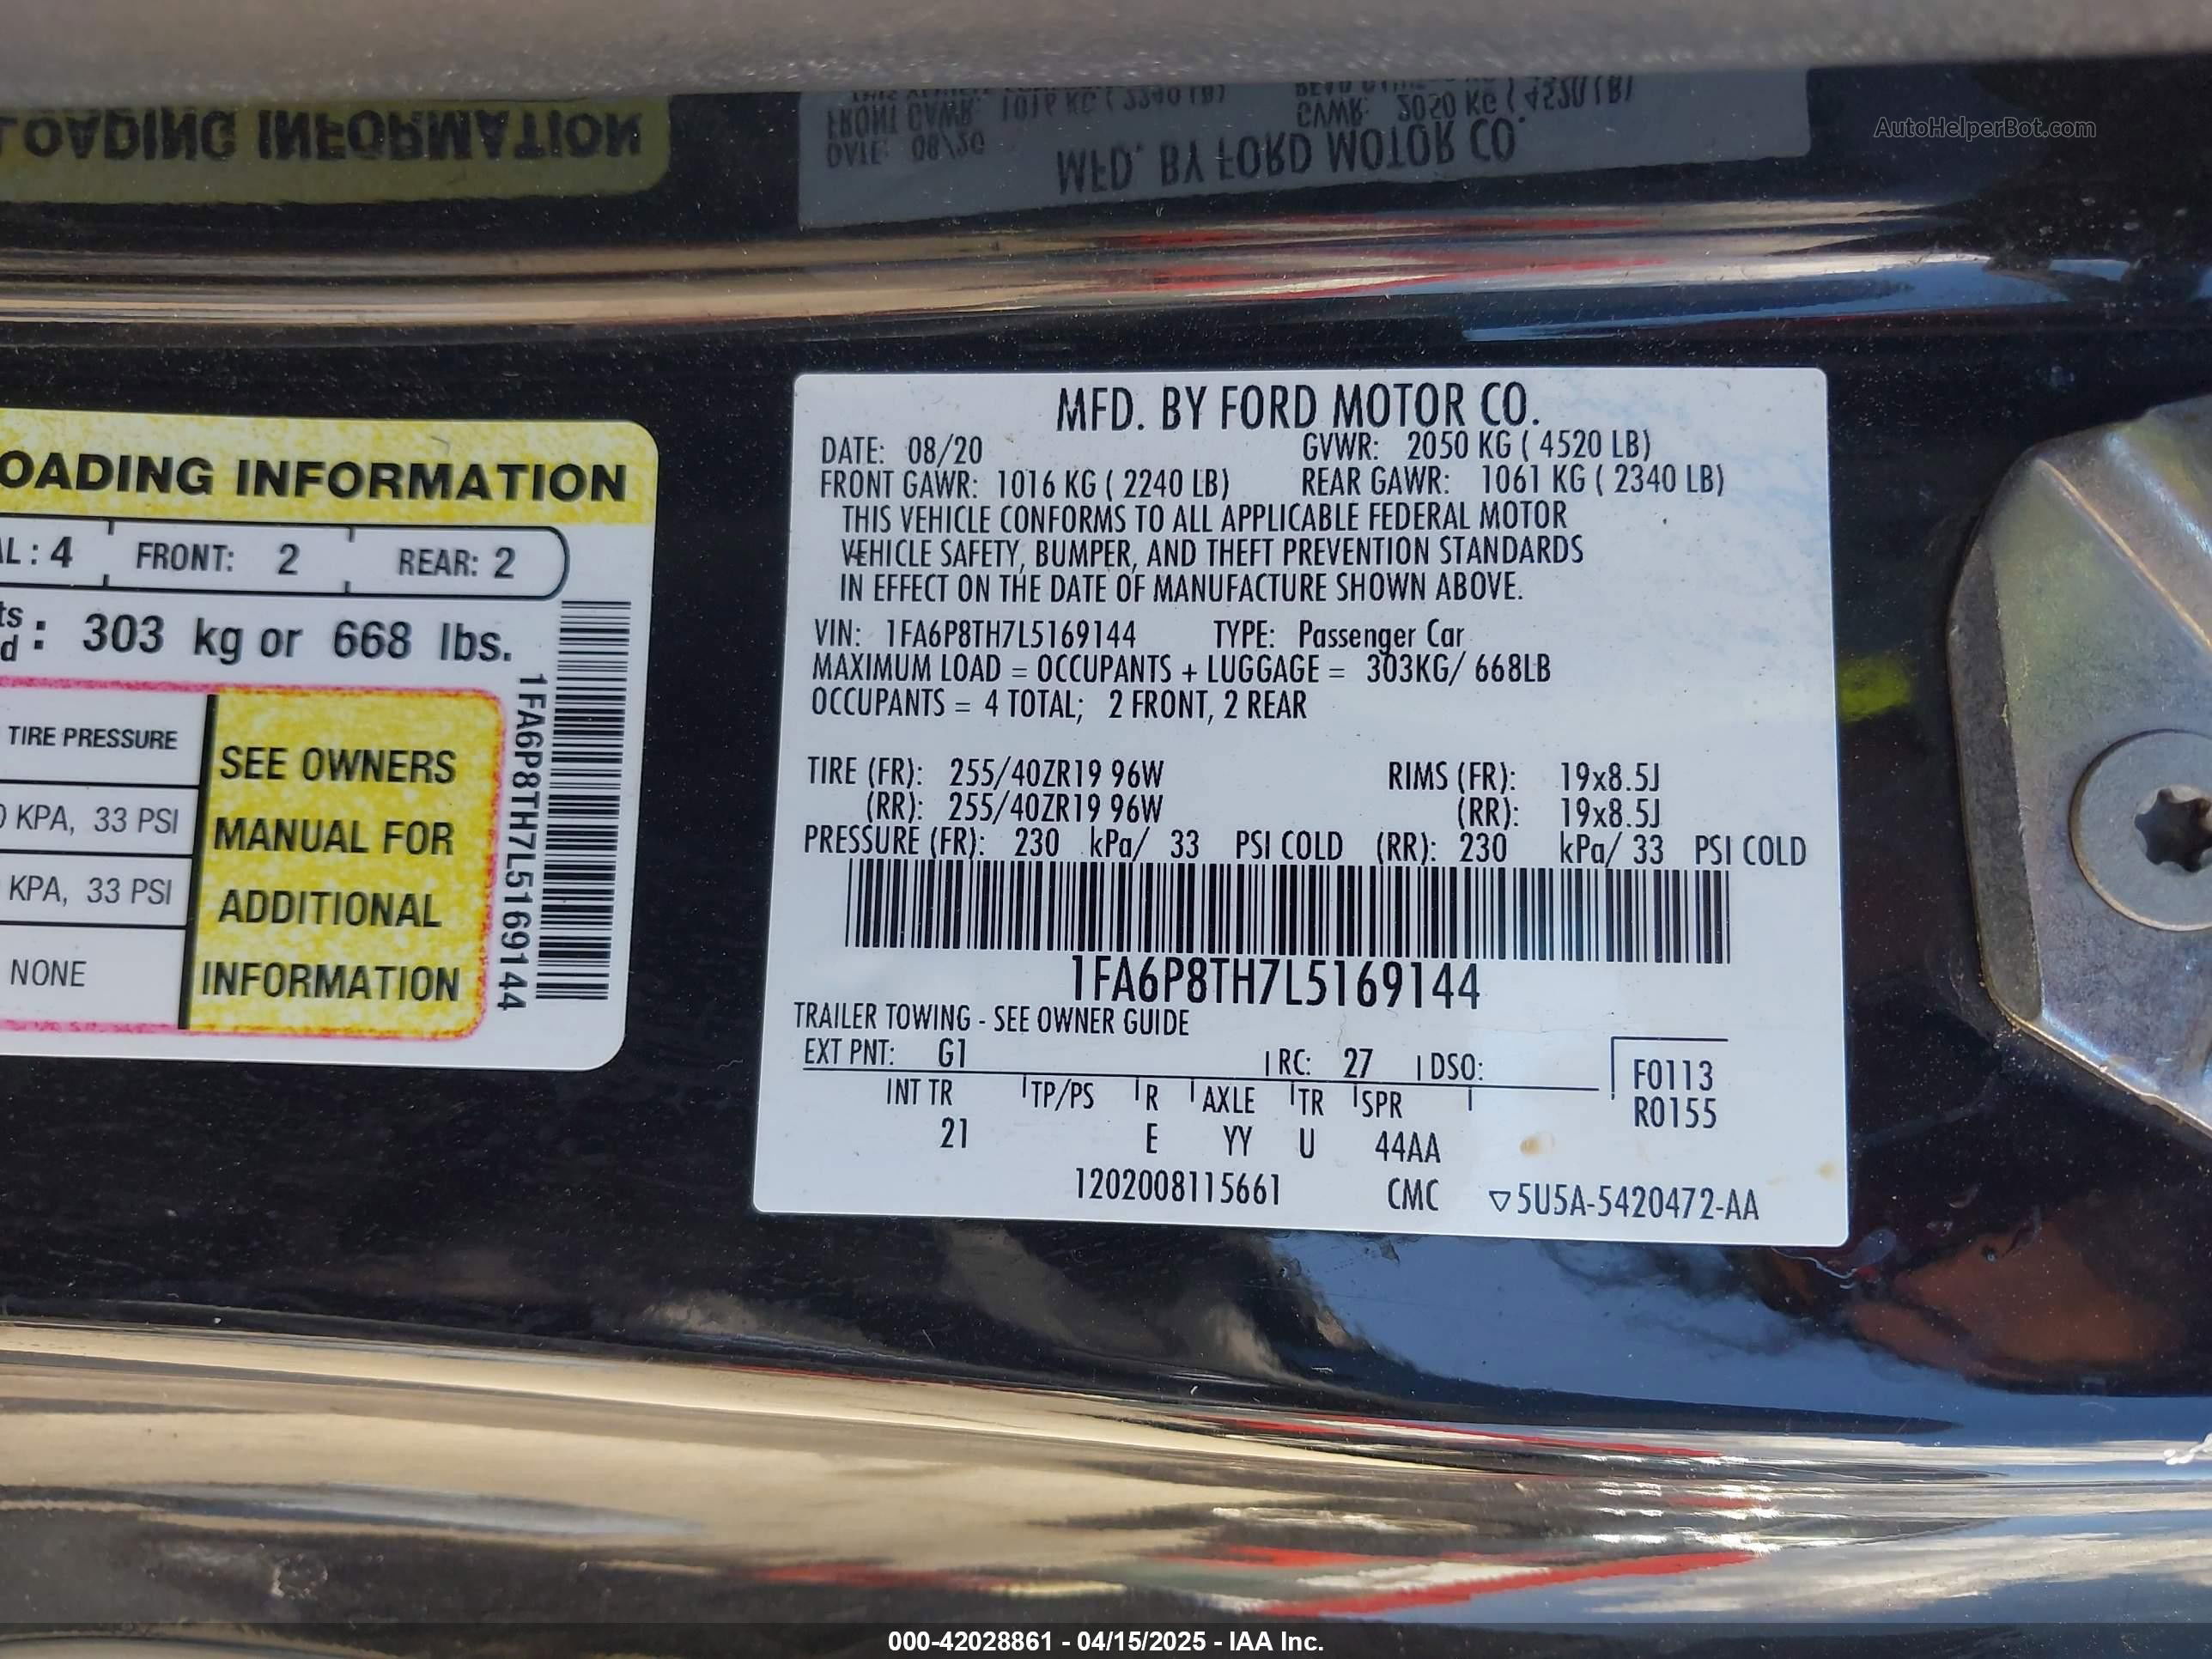 AutoHelperBot.com
OADING INFORMATION
AL: 4 FRONT: 2 REAR: 2
ts
d : 303 kg or 668 lbs.
TIRE PRESSURE
0 KPA, 33 PSI
KPA, 33 PSI
NONE
SEE OWNERS
MANUAL FOR
ADDITIONAL
INFORMATION
1FA6P8TH7L5169144
MFD. BY FORD MOTOR CO.
DATE: 08/20 GVWR: 2050 KG ( 4520 LB)
FRONT GAWR: 1016 KG ( 2240 LB) REAR GAWR: 1061 KG ( 2340 LB)
THIS VEHICLE CONFORMS TO ALL APPLICABLE FEDERAL MOTOR
VEHICLE SAFETY, BUMPER, AND THEFT PREVENTION STANDARDS
IN EFFECT ON THE DATE OF MANUFACTURE SHOWN ABOVE.
VIN: 1FA6P8TH7L5169144 TYPE: Passenger Car
MAXIMUM LOAD = OCCUPANTS + LUGGAGE = 303KG/ 668LB
OCCUPANTS = 4 TOTAL; 2 FRONT, 2 REAR
TIRE (FR): 255/40ZR19 96W RIMS (FR): 19x8.5J
(RR): 255/40ZR19 96W (RR): 19x8.5J
PRESSURE (FR): 230 kPa/ 33 PSI COLD (RR): 230 kPa/ 33 PSI COLD
1FA6P8TH7L5169144
TRAILER TOWING - SEE OWNER GUIDE
EXT PNT: G1 RC: 27 DSO:
F0113
R0155
INT TR TP/PS R AXLE TR SPR
21 E YY U 44AA
1202008115661 CMC ▽5U5A-5420472-AA
000-42028861 - 04/15/2025 - IAA Inc.